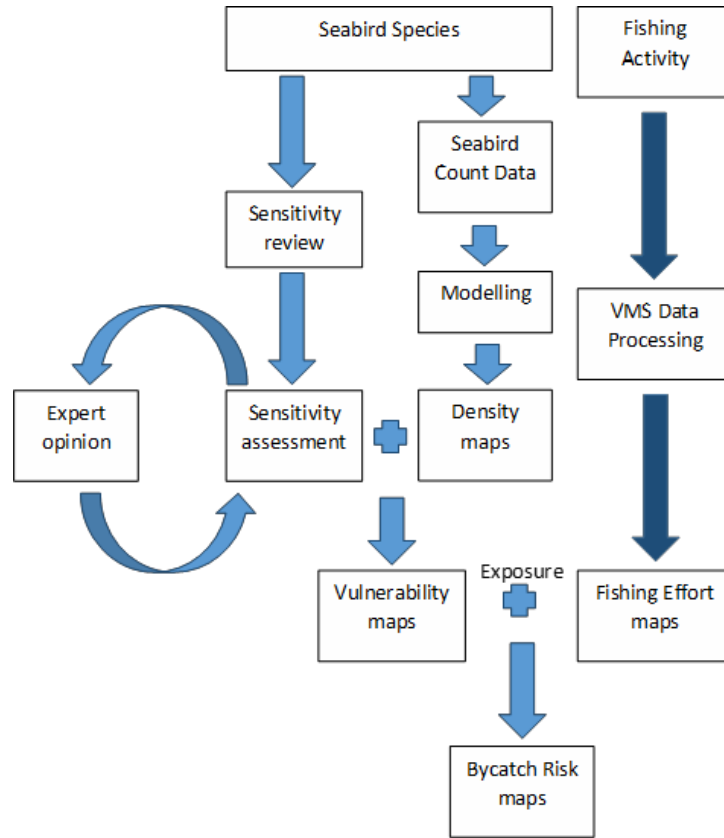 Seabird Species
Fishing
Activity
Seabird
Count Data
Sensitivity
review
Modelling
VMS Data
Processing
Expert
opinion
Sensitivity
assessment
Density
maps
Vulnerability
maps
Exposure
Fishing Effort
maps
Bycatch Risk
maps